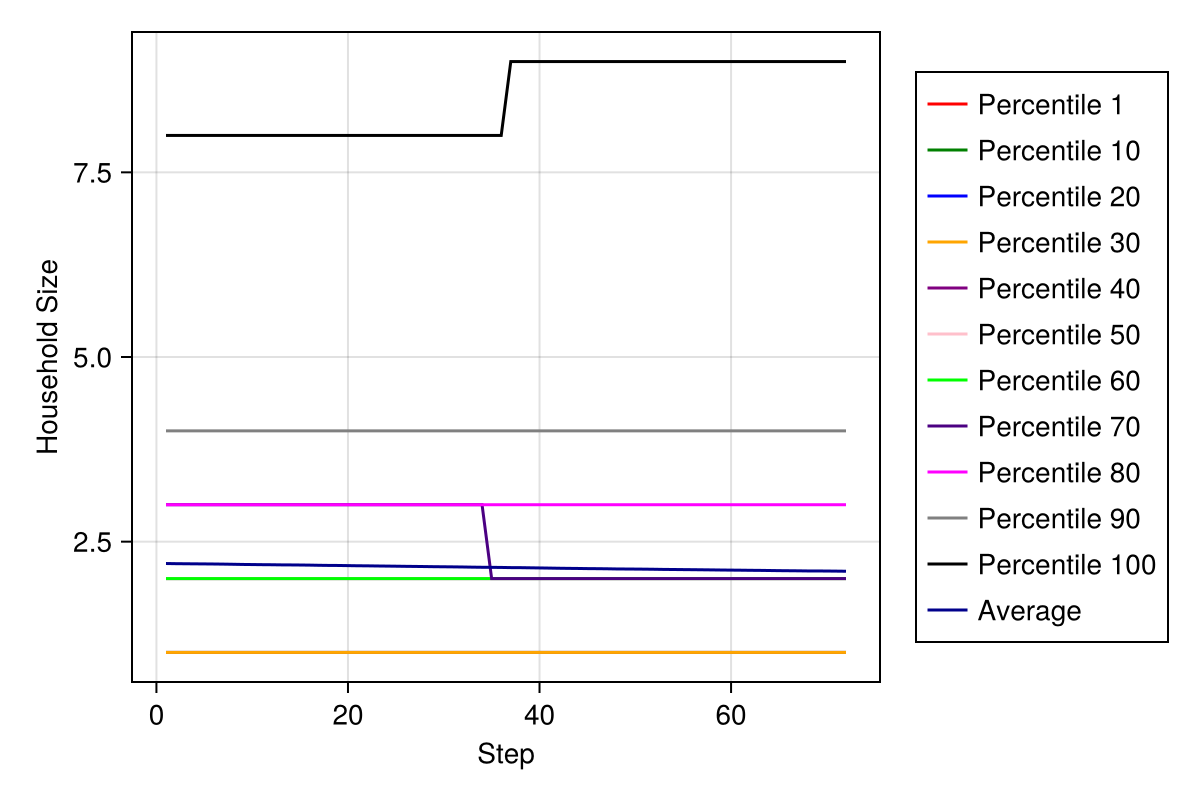 7.5
5.0
2.5
Household Size
0 20 40 60
Step
Percentile 1
Percentile 10
Percentile 20
Percentile 30
Percentile 40
Percentile 50
Percentile 60
Percentile 70
Percentile 80
Percentile 90
Percentile 100
Average